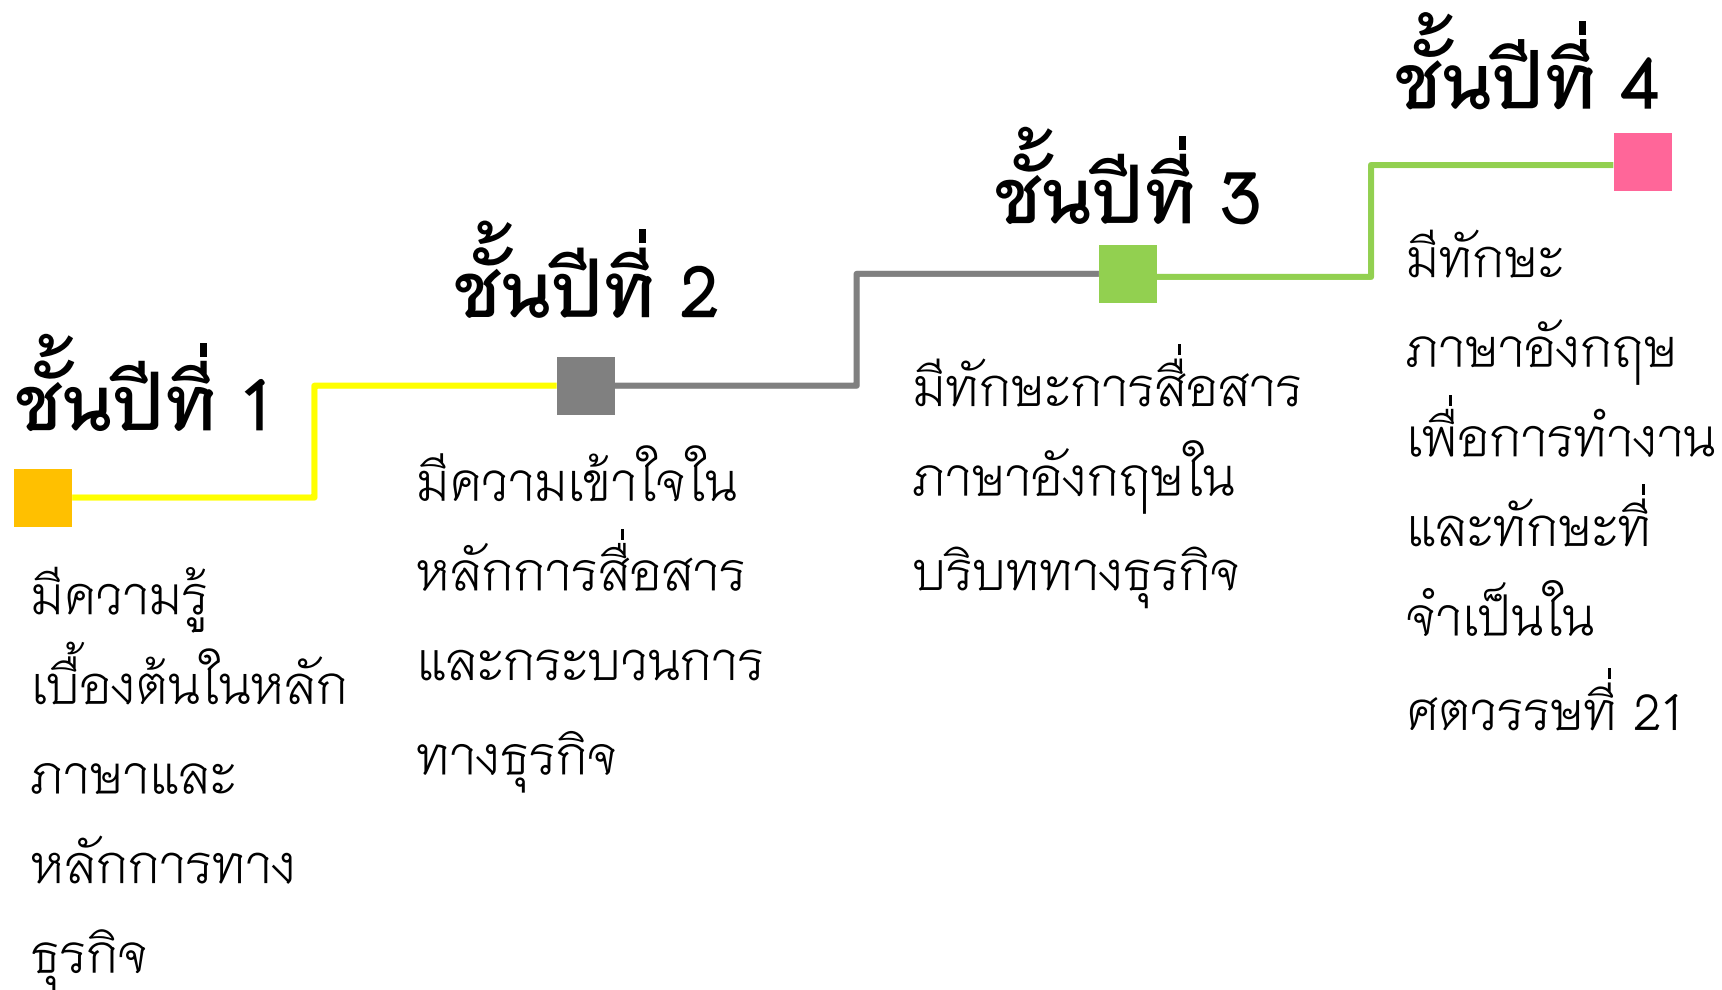 ชั้นปีที่ 1
มีความรู้
เบื้องต้นในหลัก
ภาษาและ
หลักการทาง
ธุรกิจ
ชั้นปีที่ 2
มีความเข้าใจใน
หลักการสื่อสาร
และกระบวนการ
ทางธุรกิจ
ชั้นปีที่ 3
มีทักษะการสื่อสาร
ภาษาอังกฤษใน
บริบททางธุรกิจ
ชั้นปีที่ 4
มีทักษะ
ภาษาอังกฤษ
เพื่อการทำงาน
และทักษะที่
จำเป็นใน
ศตวรรษที่ 21